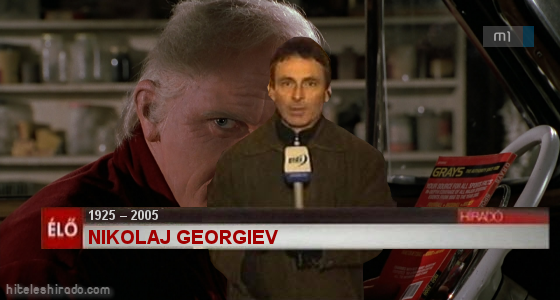 m1
GRAYS
ÉLŐ
1925 – 2005
HÍRADÓ
NIKOLAJ GEORGIEV
hiteleshirado.com